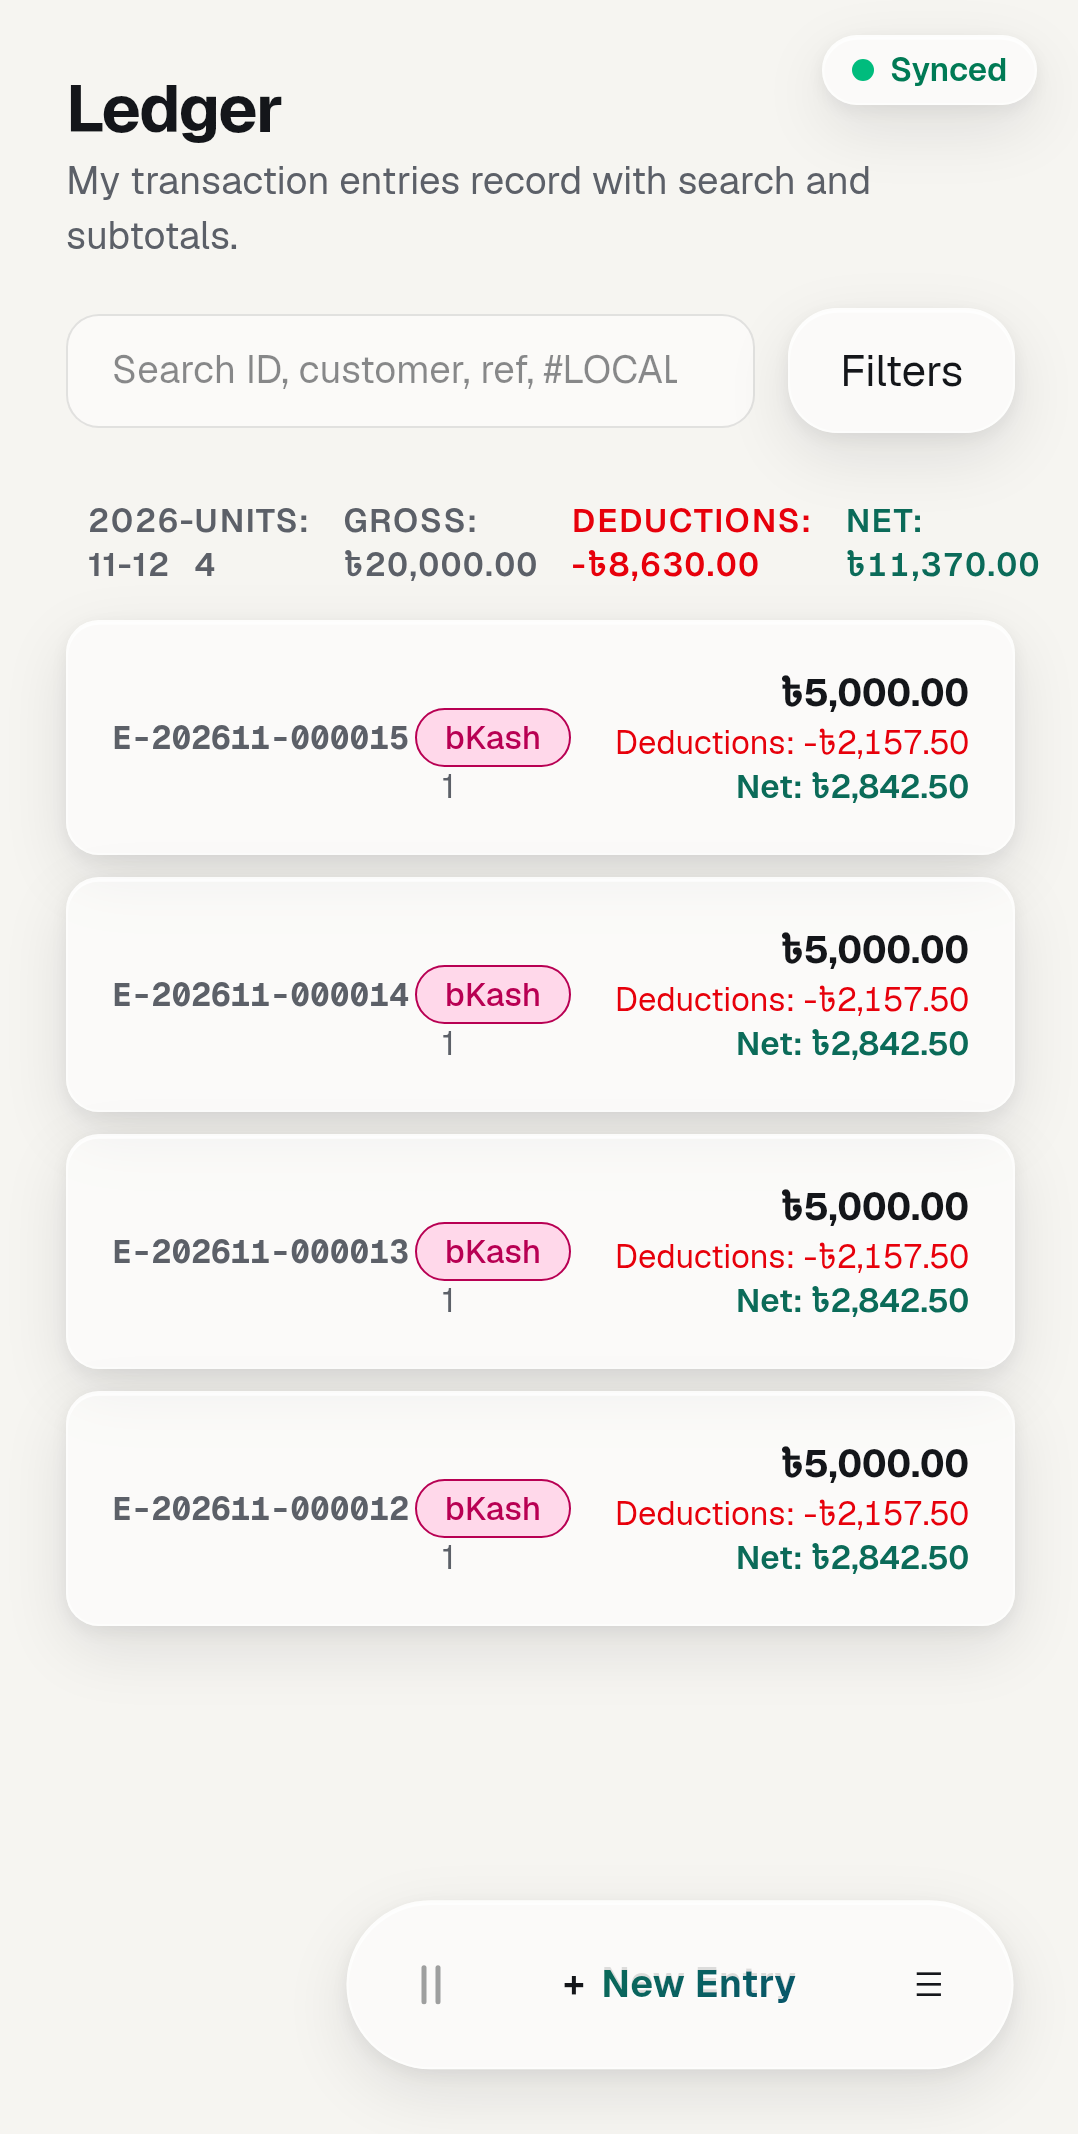 Synced
Ledger
My transaction entries record with search and
subtotals.
Search ID, customer, ref, #LOCAL
Filters
2026- UNITS: GROSS: DEDUCTIONS: NET:
11-12 4 ৳20,000.00 -৳8,630.00 ৳11,370.00
৳5,000.00
E-202611-000015 bKash Deductions: -৳2,157.50
1 Net: ৳2,842.50
৳5,000.00
E-202611-000014 bKash Deductions: -৳2,157.50
1 Net: ৳2,842.50
৳5,000.00
E-202611-000013 bKash Deductions: -৳2,157.50
1 Net: ৳2,842.50
৳5,000.00
E-202611-000012 bKash Deductions: -৳2,157.50
1 Net: ৳2,842.50
+ New Entry